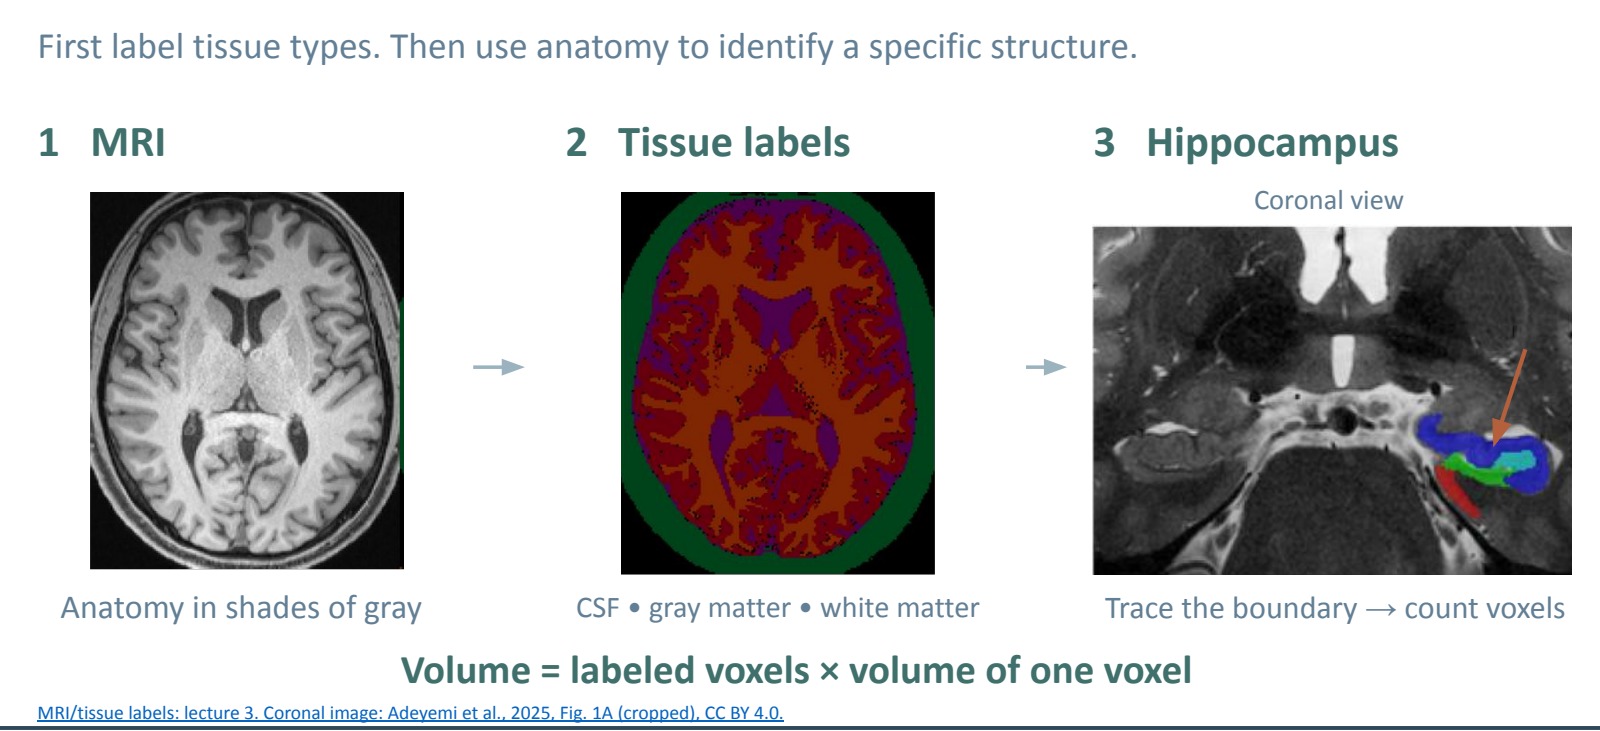 First label tissue types. Then use anatomy to identify a specific structure.
1 MRI
2 Tissue labels
3 Hippocampus
Coronal view
Anatomy in shades of gray
CSF • gray matter • white matter
Trace the boundary → count voxels
Volume = labeled voxels × volume of one voxel
MRI/tissue labels: lecture 3. Coronal image: Adeyemi et al., 2025, Fig. 1A (cropped), CC BY 4.0.